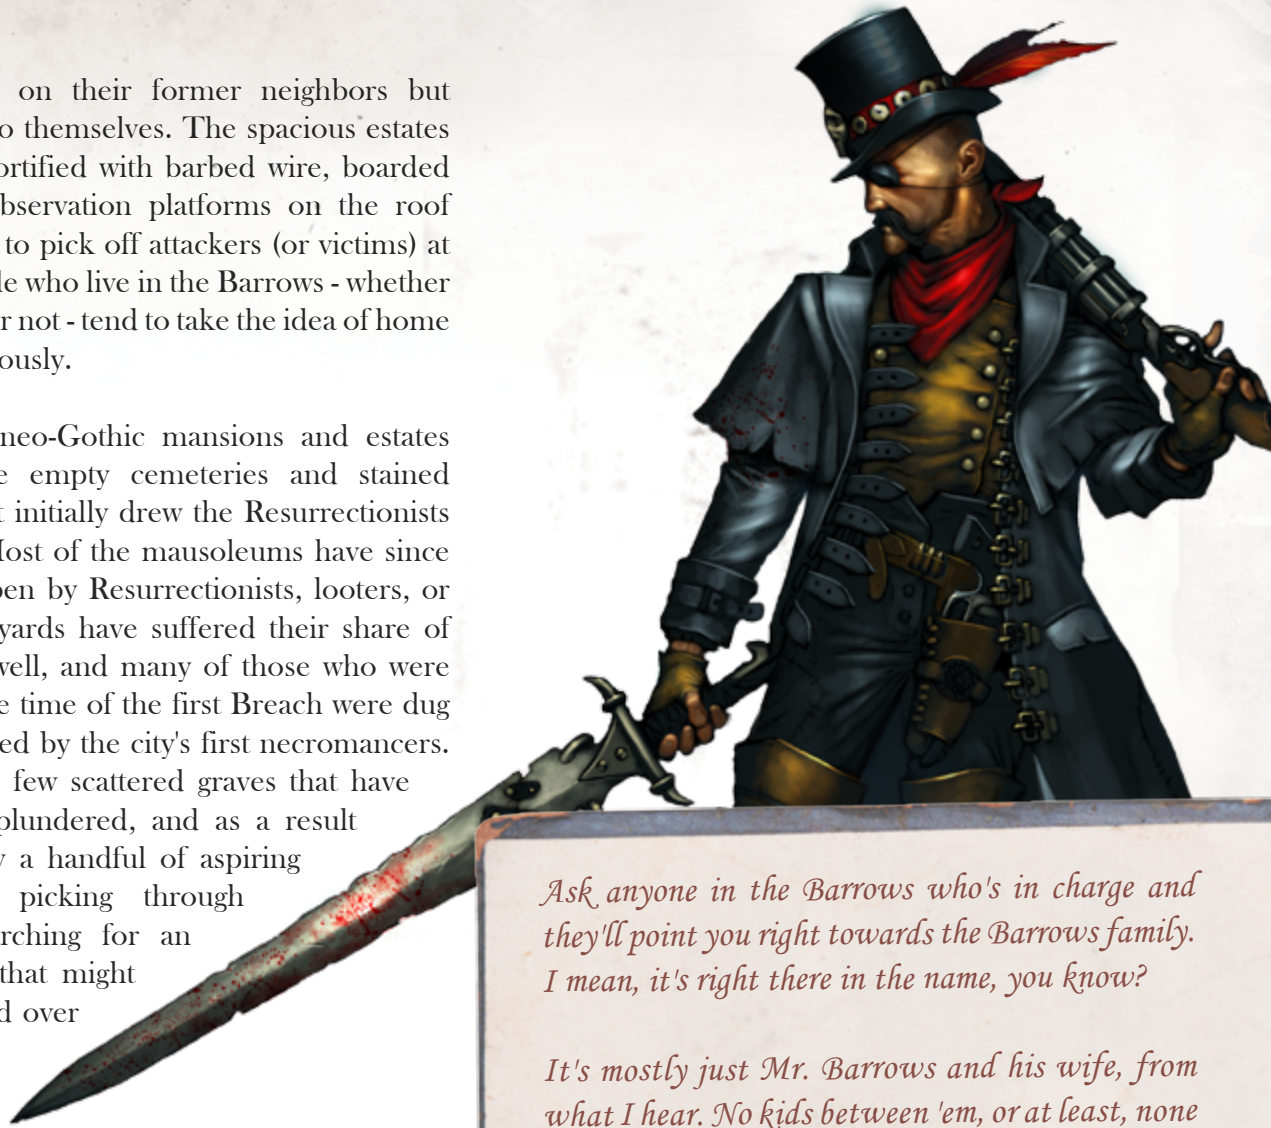 on their former neighbors but
o themselves. The spacious estates
ortified with barbed wire, boarded
bservation platforms on the roof
to pick off attackers (or victims) at
le who live in the Barrows - whether
r not - tend to take the idea of home
ously.
neo-Gothic mansions and estates
e empty cemeteries and stained
t initially drew the Resurrectionists
ost of the mausoleums have since
pen by Resurrectionists, looters, or
yards have suffered their share of
well, and many of those who were
e time of the first Breach were dug
ed by the city's first necromancers.
few scattered graves that have
plundered, and as a result
y a handful of aspiring
picking through
rching for an
that might
d over
Ask anyone in the Barrows who's in charge and
they'll point you right towards the Barrows family.
I mean, it's right there in the name, you know?
It's mostly just Mr. Barrows and his wife, from
what I hear. No kids between 'em, or at least, none